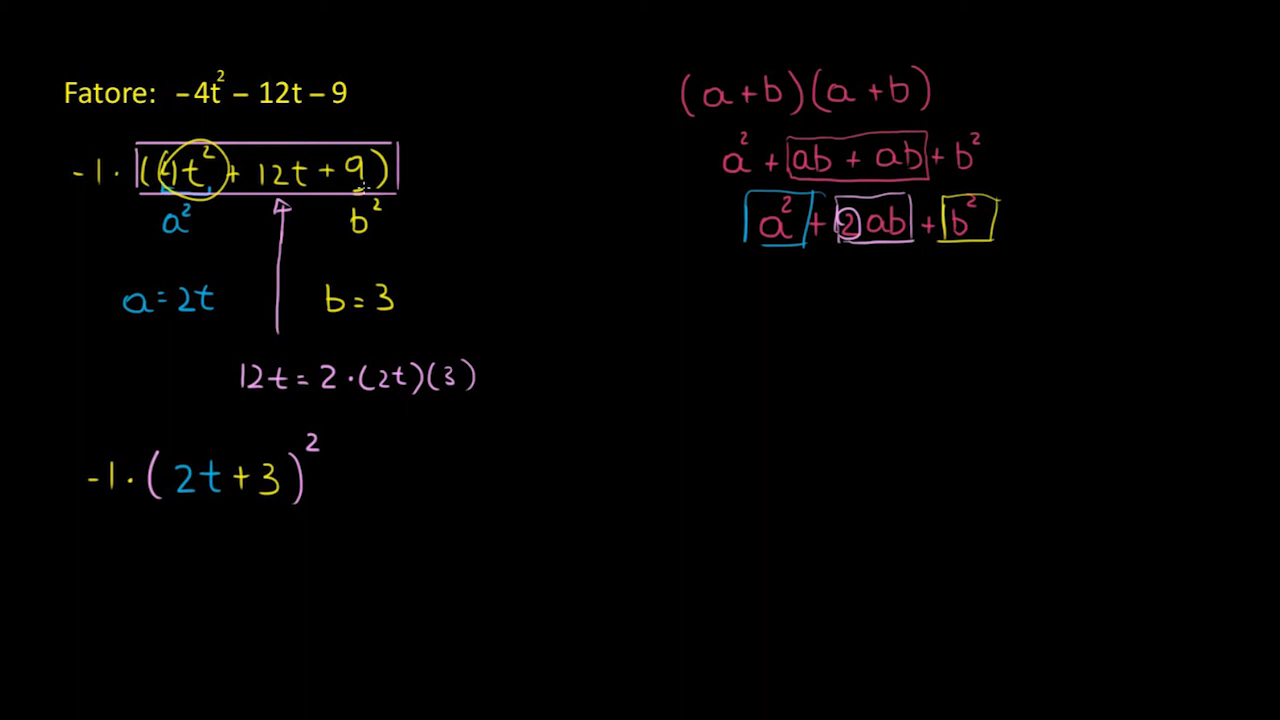 Fatore: –4t² – 12t – 9
-1 · (4t² + 12t + 9)
a² b²
a = 2t b = 3
12t = 2 · (2t)(3)
-1 · (2t + 3)²
(a + b)(a + b)
a² + ab + ab + b²
a² + 2ab + b²